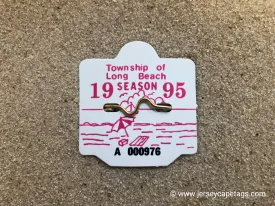 Township of
Long Beach
19 SEASON 95
A 000976
© www.jerseycapetags.com